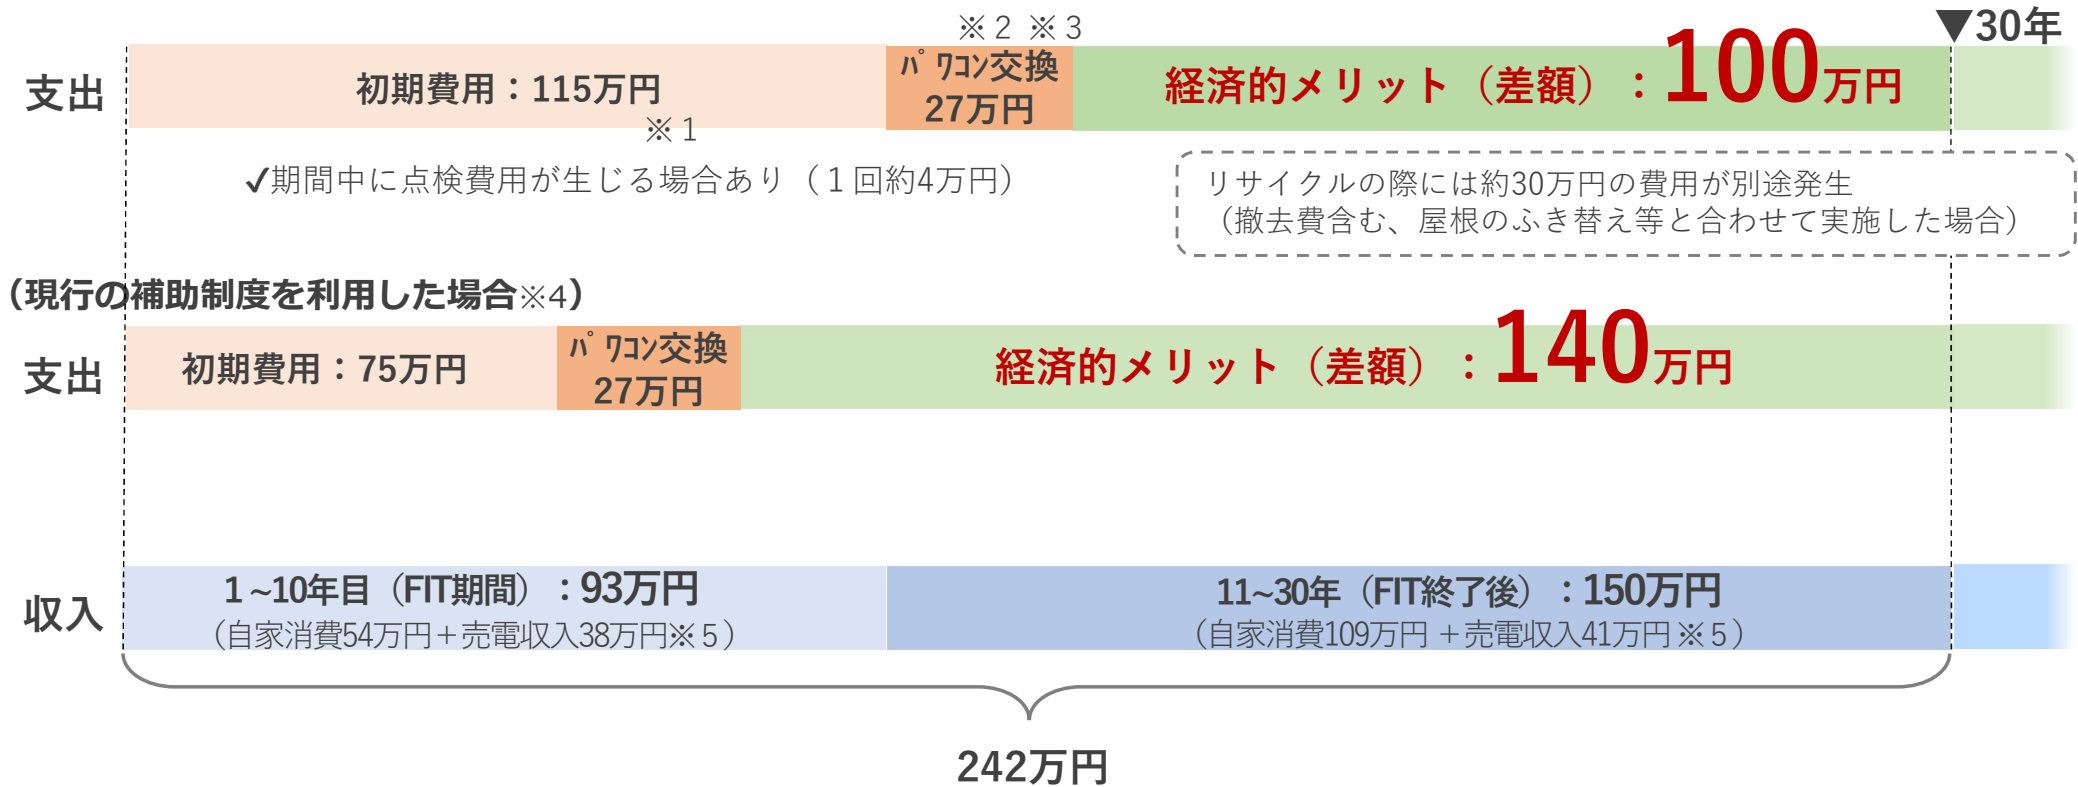 ※２ ※３
▼30年
支出
初期費用：115万円
ﾊﾟﾜｺﾝ交換
27万円
経済的メリット（差額）：100万円
※１
✓期間中に点検費用が生じる場合あり（１回約4万円）
リサイクルの際には約30万円の費用が別途発生
（撤去費含む、屋根のふき替え等と合わせて実施した場合）
（現行の補助制度を利用した場合※4）
支出
初期費用：75万円
ﾊﾟﾜｺﾝ交換
27万円
経済的メリット（差額）：140万円
収入
１~10年目（FIT期間）：93万円
（自家消費54万円＋売電収入38万円※５）
11~30年（FIT終了後）：150万円
（自家消費109万円＋売電収入41万円※５）
242万円